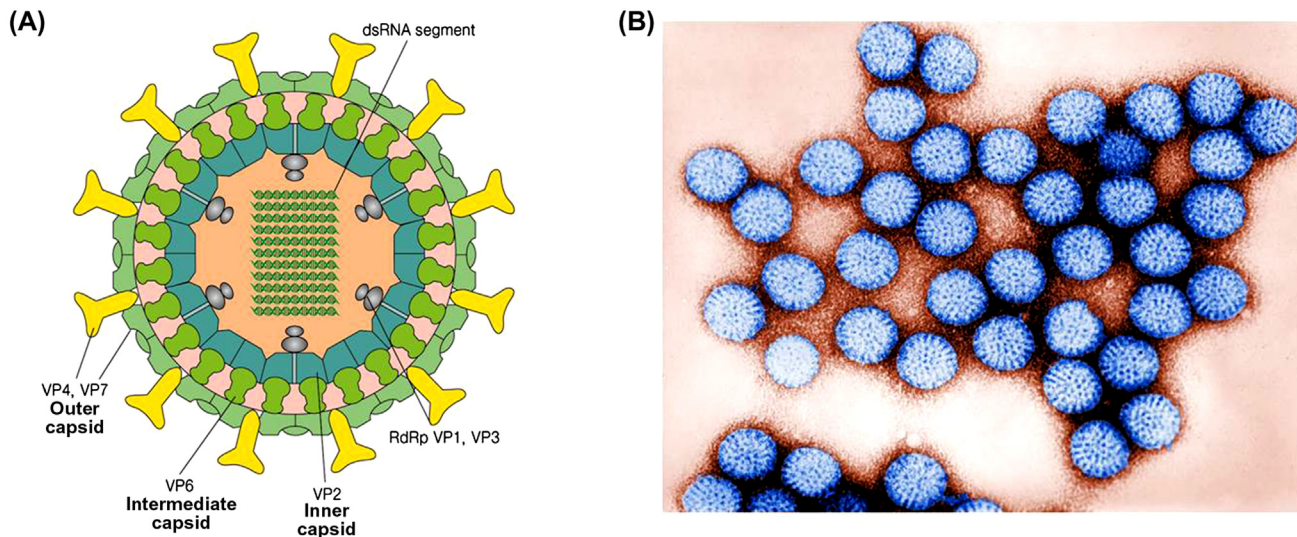 (A)
dsRNA segment
VP4, VP7
Outer
capsid
RdRp VP1, VP3
VP6
Intermediate
capsid
VP2
Inner
capsid
(B)